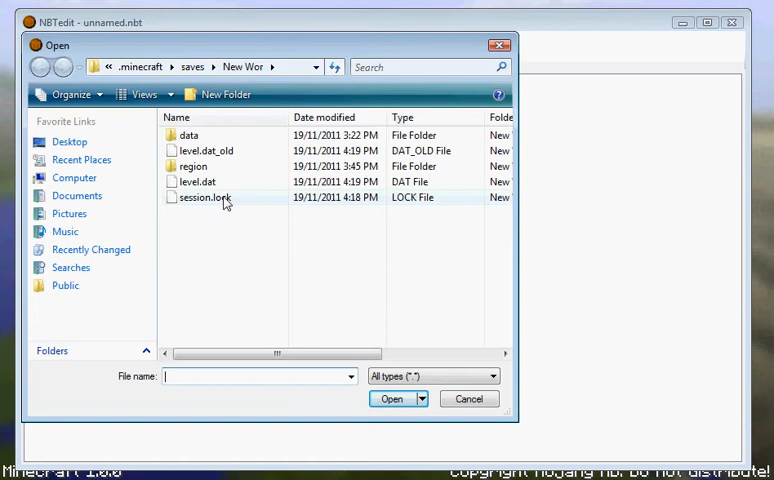 NBTedit - unnamed.nbt
Open
« .minecraft saves New Wor Search
Organize Views New Folder
Favorite Links
Desktop
Recent Places
Computer
Documents
Pictures
Music
Recently Changed
Searches
Public
Folders
Name Date modified Type Folde
data 19/11/2011 3:22 PM File Folder New
level.dat_old 19/11/2011 4:19 PM DAT_OLD File New
region 19/11/2011 3:45 PM File Folder New
level.dat 19/11/2011 4:19 PM DAT File New
session.lock 19/11/2011 4:18 PM LOCK File New
File name: All types (*.*)
Open Cancel
Minecraft 1.0.0 Copyright Mojang AB. Do not distribute!